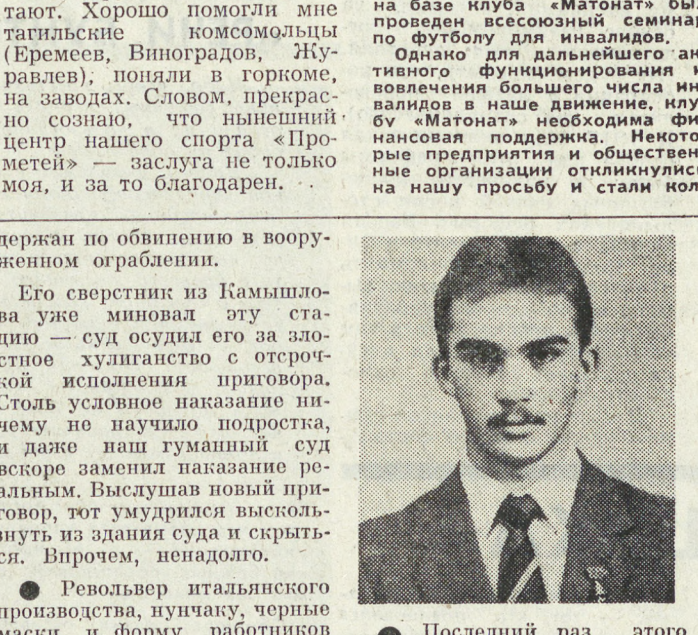 тают. Хорошо помогли мне
тагильские комсомольцы
(Еремеев, Виноградов, Жу-
равлев), поняли в горкоме,
на заводах. Словом, прекрас-
но сознаю, что нынешний
центр нашего спорта «Про-
метей» — заслуга не только
моя, и за то благодарен.
на базе клуба «Матонат» бы
проведен всесоюзный семина
по футболу для инвалидов.
Однако для дальнейшего ак
тивного функционирования
вовлечения большего числа ин
валидов в наше движение, клу
бу «Матонат» необходима фи
нансовая поддержка. Некото
рые предприятия и обществен
ные организации откликнулис
на нашу просьбу и стали кол
держан по обвинению в воору-
женном ограблении.
Его сверстник из Камышло-
ва уже миновал эту ста-
цию — суд осудил его за зло-
стное хулиганство с отсроч-
кой исполнения приговора.
Столь условное наказание ни-
чему не научило подростка,
и даже наш гуманный суд
вскоре заменил наказание ре-
альным. Выслушав новый при-
говор, тот умудрился высколь-
знуть из здания суда и скрыть-
ся. Впрочем, ненадолго.
● Револьвер итальянского
производства, нунчаку, черные
маски и форму работников
● Последний раз этого